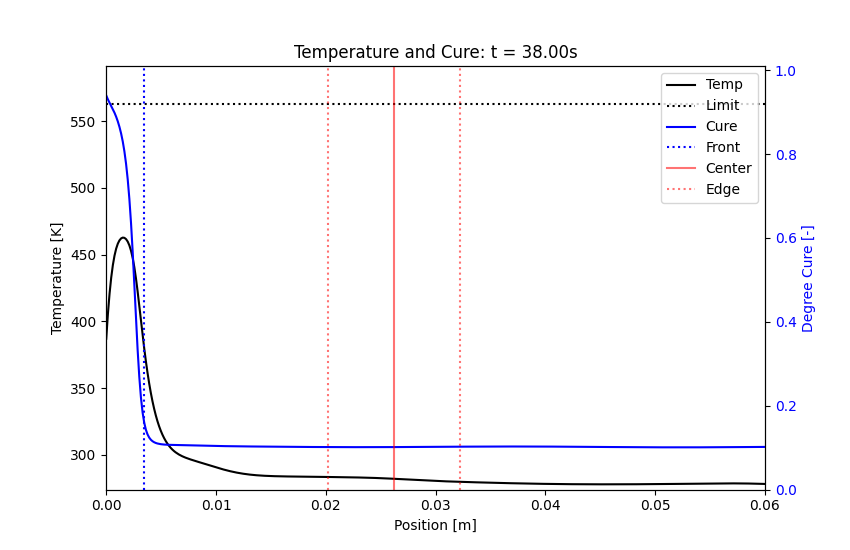 Temperature and Cure: t = 38.00s
Temp
Limit
Cure
Front
Center
Edge
550
500
450
400
350
300
Temperature [K]
1.0
0.8
0.6
0.4
0.2
0.0
Degree Cure [-]
0.00 0.01 0.02 0.03 0.04 0.05 0.06
Position [m]